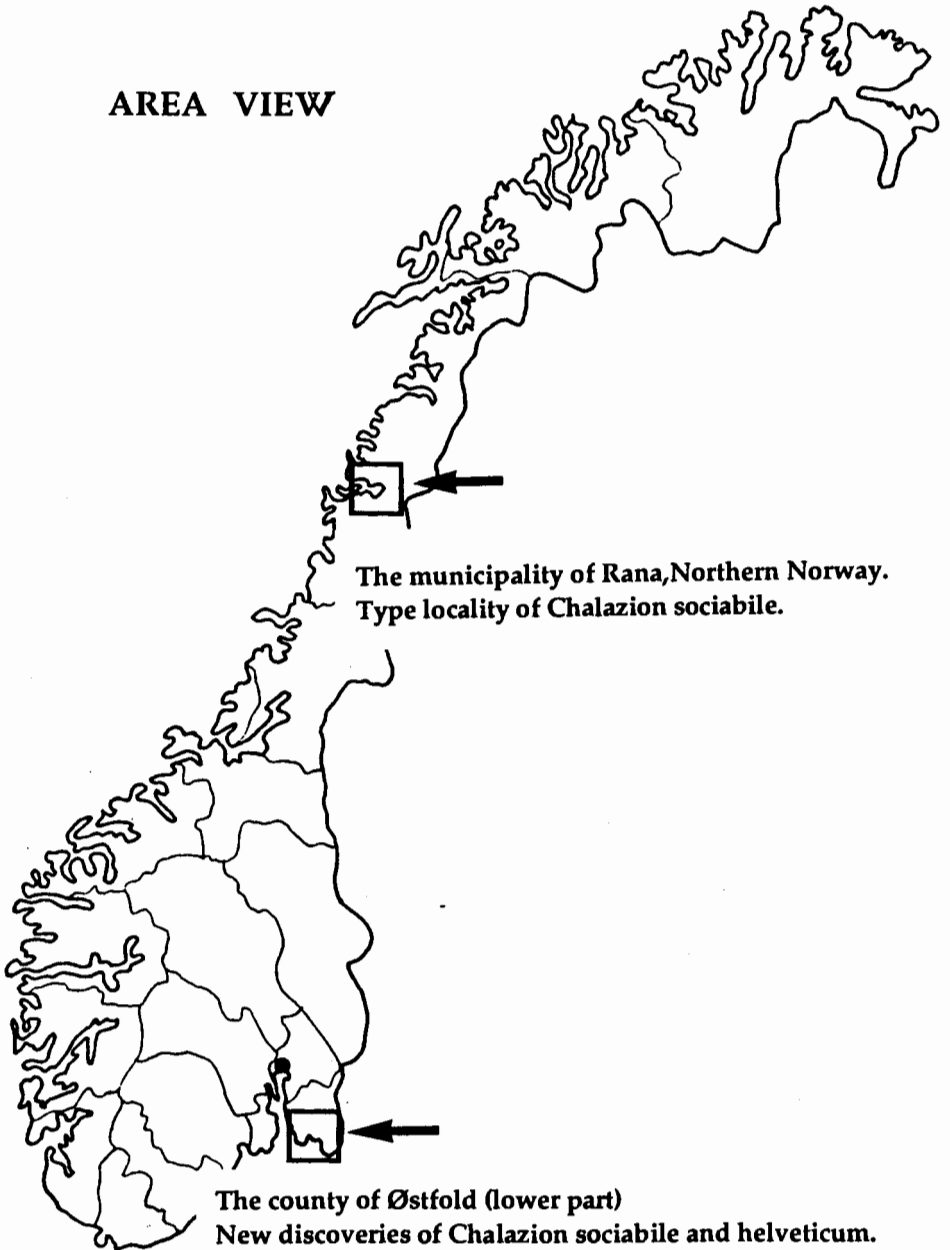 AREA VIEW
The municipality of Rana,Northern Norway.
Type locality of Chalazion sociabile.
The county of Østfold (lower part)
New discoveries of Chalazion sociabile and helveticum.